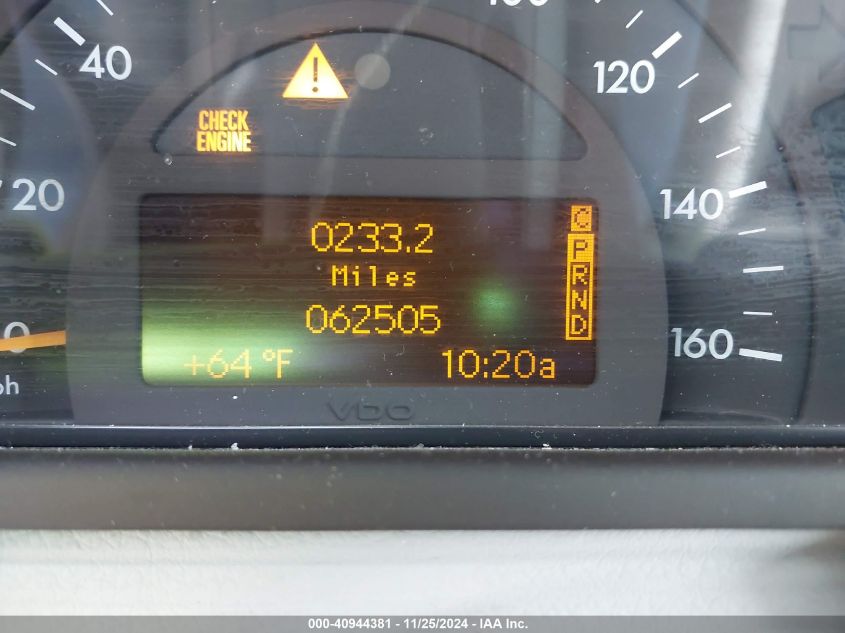 40
120
CHECK
ENGINE
20
140
0233.2
C
P
Miles
R
N
062505
D
0
160
+64°F
10:20a
VDO
000-40944381 - 11/25/2024 - IAA Inc.